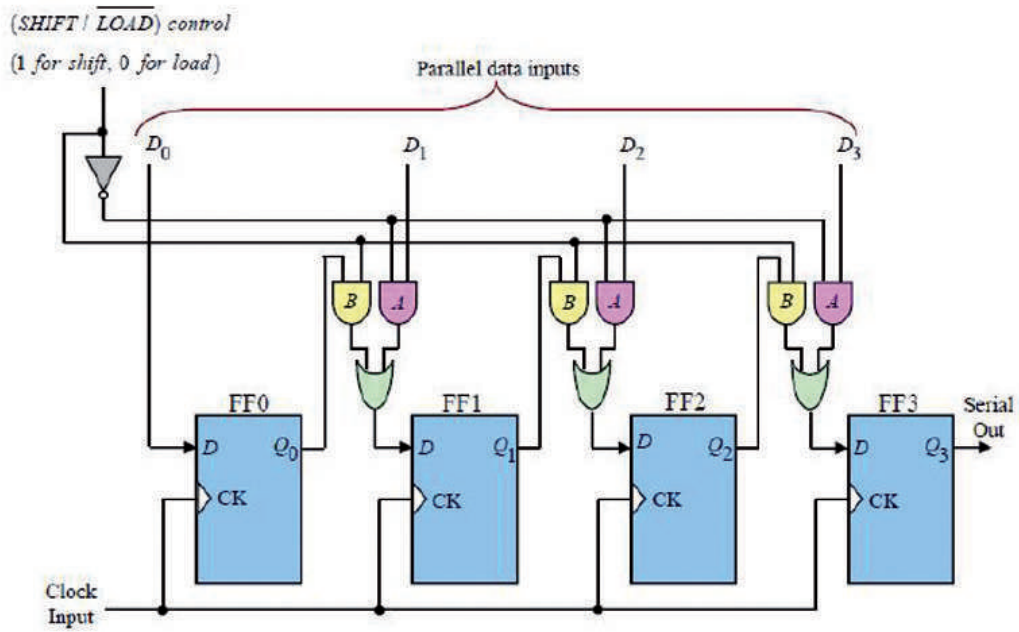 (SHIFT / L̅O̅A̅D̅) control
(1 for shift, 0 for load)
Parallel data inputs
D₀ D₁ D₂ D₃
B A B A B A
FF0 FF1 FF2 FF3
Serial
Out
D Q₀ D Q₁ D Q₂ D Q₃
CK CK CK CK
Clock
Input